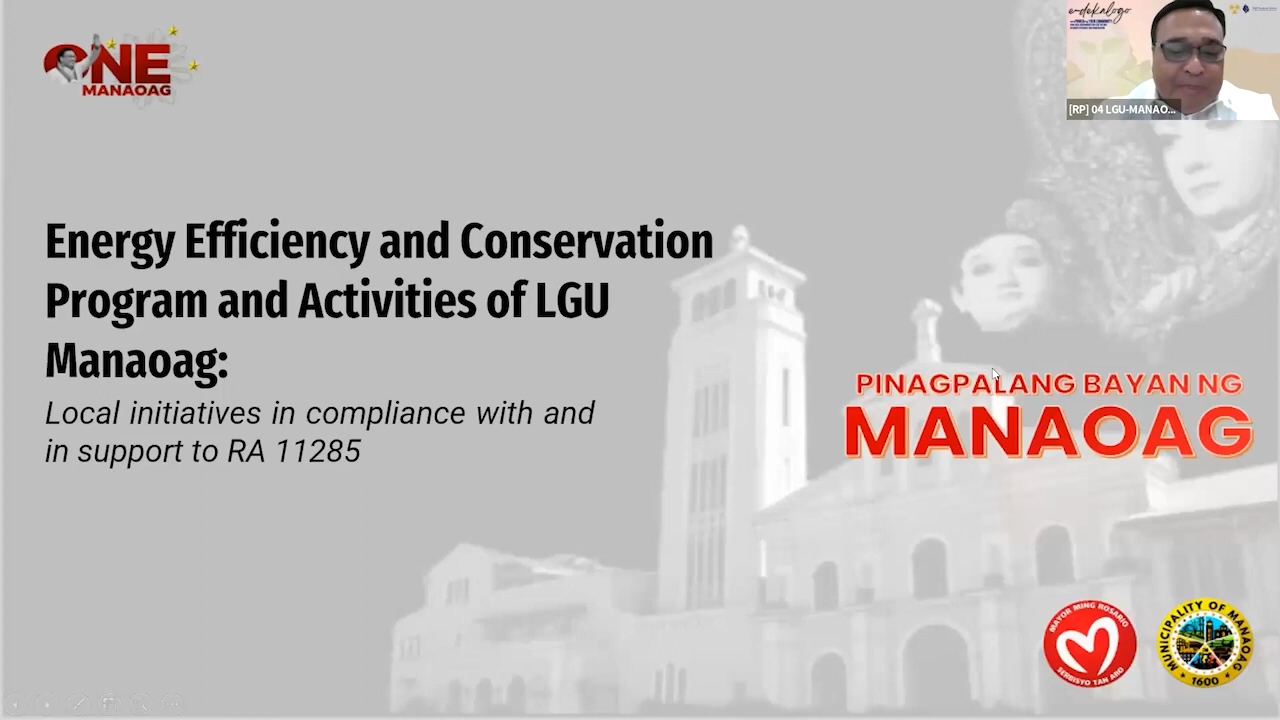 ONE
MANAOAG
e-dekalogo
[RP] 04 LGU-MANAO...
Energy Efficiency and Conservation
Program and Activities of LGU
Manaoag:
Local initiatives in compliance with and
in support to RA 11285
PINAGPALANG BAYAN NG
MANAOAG
MAYOR MING ROSARIO
SERBISYO TAN ARO
MUNICIPALITY OF MANAOAG
1600